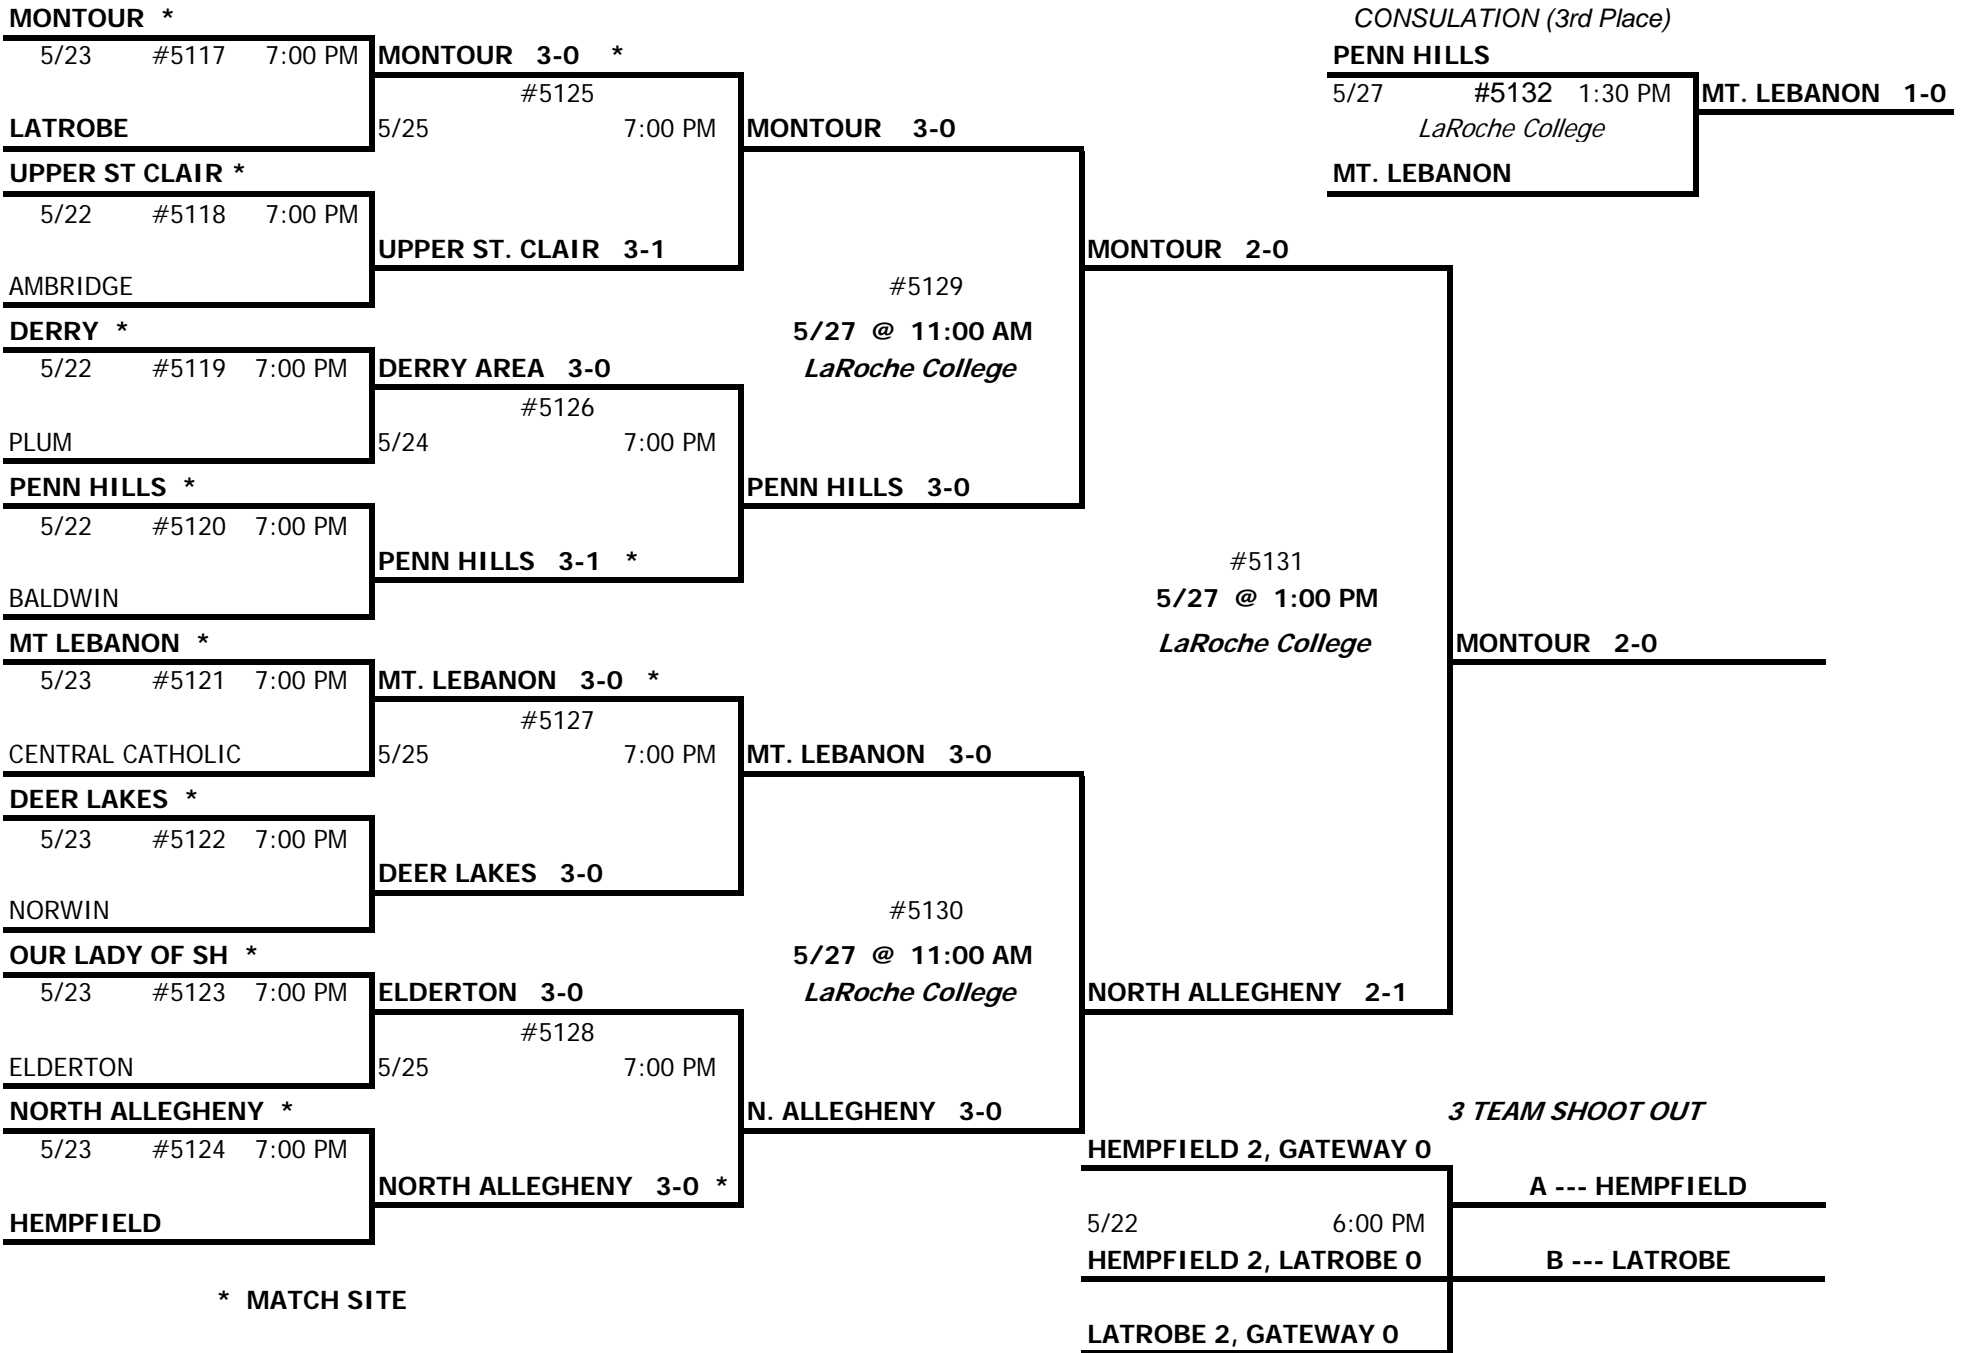 MONTOUR *
CONSULATION (3rd Place)
5/23 #5117 7:00 PM MONTOUR 3-0 *
PENN HILLS
#5125
5/27 #5132 1:30 PM MT. LEBANON 1-0
LATROBE 5/25 7:00 PM MONTOUR 3-0
LaRoche College
UPPER ST CLAIR *
MT. LEBANON
5/22 #5118 7:00 PM
UPPER ST. CLAIR 3-1
MONTOUR 2-0
AMBRIDGE
#5129
DERRY *
5/27 @ 11:00 AM
5/22 #5119 7:00 PM DERRY AREA 3-0
LaRoche College
#5126
PLUM 5/24 7:00 PM
PENN HILLS *
PENN HILLS 3-0
5/22 #5120 7:00 PM
PENN HILLS 3-1 *
#5131
BALDWIN
5/27 @ 1:00 PM
MT LEBANON *
LaRoche College
MONTOUR 2-0
5/23 #5121 7:00 PM MT. LEBANON 3-0 *
#5127
CENTRAL CATHOLIC 5/25 7:00 PM MT. LEBANON 3-0
DEER LAKES *
5/23 #5122 7:00 PM
DEER LAKES 3-0
NORWIN
#5130
OUR LADY OF SH *
5/27 @ 11:00 AM
5/23 #5123 7:00 PM ELDERTON 3-0
LaRoche College
NORTH ALLEGHENY 2-1
#5128
ELDERTON 5/25 7:00 PM
NORTH ALLEGHENY *
N. ALLEGHENY 3-0
3 TEAM SHOOT OUT
5/23 #5124 7:00 PM
HEMPFIELD 2, GATEWAY 0
NORTH ALLEGHENY 3-0 *
A --- HEMPFIELD
HEMPFIELD
5/22 6:00 PM
HEMPFIELD 2, LATROBE 0
B --- LATROBE
* MATCH SITE
LATROBE 2, GATEWAY 0